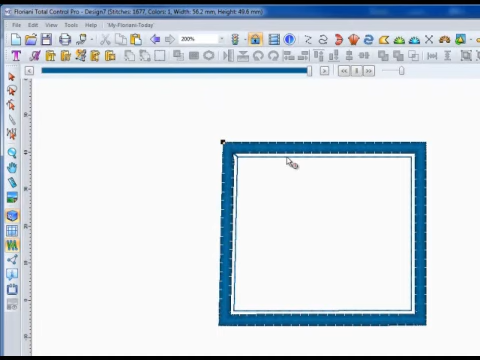 Floriani Total Control Pro - Design7 (Stitches: 1877, Colors: 1, Width: 56.2 mm, Height: 49.6 mm)
File Edit View Tools Help My-Floriani-Today
200%